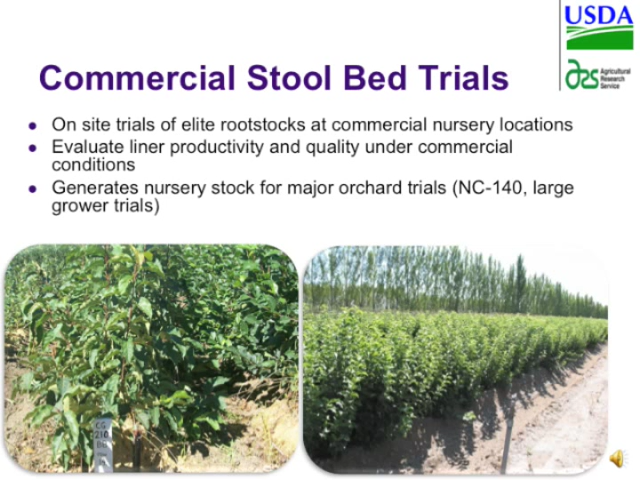 USDA
Agricultural
Research
Service
Commercial Stool Bed Trials
On site trials of elite rootstocks at commercial nursery locations
Evaluate liner productivity and quality under commercial
conditions
Generates nursery stock for major orchard trials (NC-140, large
grower trials)
CG
210